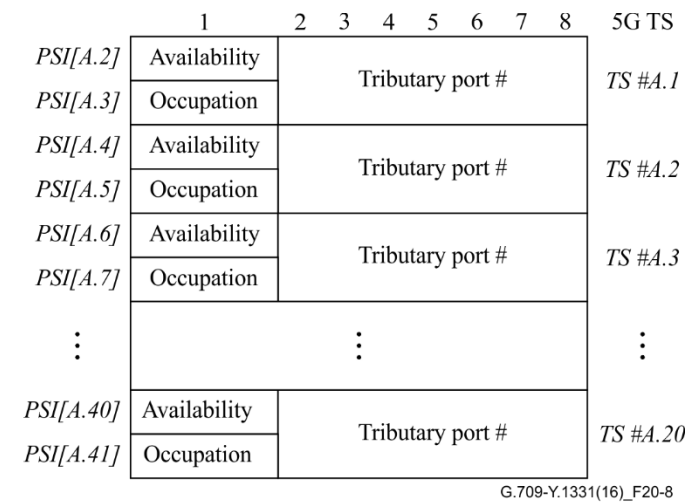 1 2 3 4 5 6 7 8 5G TS
PSI[A.2] Availability
Tributary port # TS #A.1
PSI[A.3] Occupation
PSI[A.4] Availability
Tributary port # TS #A.2
PSI[A.5] Occupation
PSI[A.6] Availability
Tributary port # TS #A.3
PSI[A.7] Occupation
⋮ ⋮ ⋮
PSI[A.40] Availability
Tributary port # TS #A.20
PSI[A.41] Occupation
G.709-Y.1331(16)_F20-8